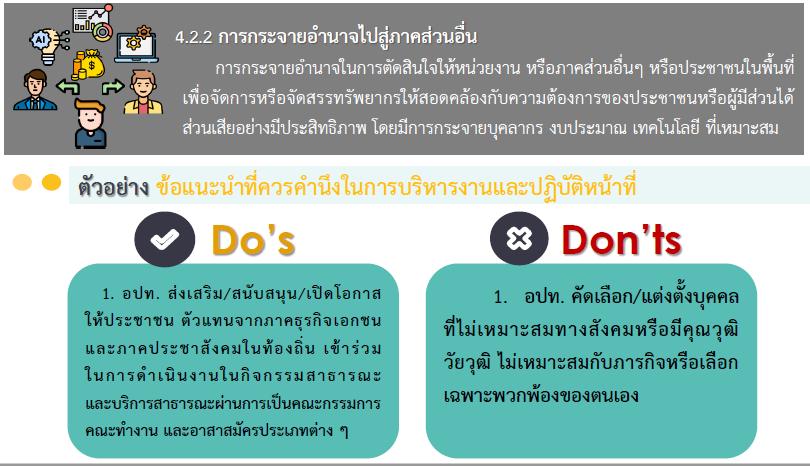 AI
4.2.2 การกระจายอำนาจไปสู่ภาคส่วนอื่น
การกระจายอำนาจในการตัดสินใจให้หน่วยงาน หรือภาคส่วนอื่นๆ หรือประชาชนในพื้นที่
เพื่อจัดการหรือจัดสรรทรัพยากรให้สอดคล้องกับความต้องการของประชาชนหรือผู้มีส่วนได้
ส่วนเสียอย่างมีประสิทธิภาพ โดยมีการกระจายบุคลากร งบประมาณ เทคโนโลยี ที่เหมาะสม
ตัวอย่าง ข้อแนะนำที่ควรคำนึงในการบริหารงานและปฏิบัติหน้าที่
Do's
1. อปท. ส่งเสริม/สนับสนุน/เปิดโอกาส
ให้ประชาชน ตัวแทนจากภาคธุรกิจเอกชน
และภาคประชาสังคมในท้องถิ่น เข้าร่วม
ในการดำเนินงานในกิจกรรมสาธารณะ
และบริการสาธารณะผ่านการเป็นคณะกรรมการ
คณะทำงาน และอาสาสมัครประเภทต่าง ๆ
Don'ts
1. อปท. คัดเลือก/แต่งตั้งบุคคล
ที่ไม่เหมาะสมทางสังคมหรือมีคุณวุฒิ
วัยวุฒิ ไม่เหมาะสมกับภารกิจหรือเลือก
เฉพาะพวกพ้องของตนเอง